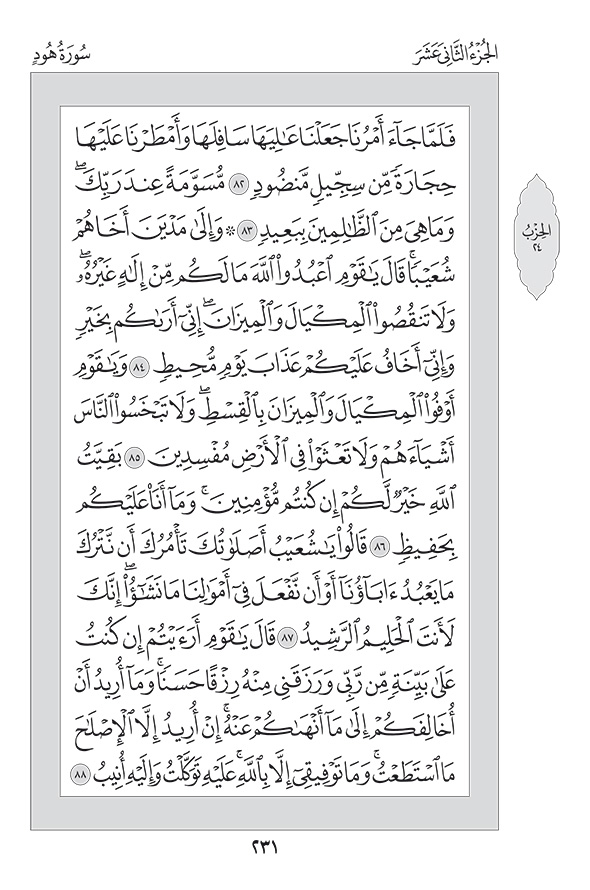 الجُزْءُ الثَّانِيَ عَشَرَ
سُورَةُ هُودٍ
فَلَمَّا جَآءَ أَمْرُنَا جَعَلْنَا عَٰلِيَهَا سَافِلَهَا وَأَمْطَرْنَا عَلَيْهَا
حِجَارَةً مِّن سِجِّيلٍ مَّنضُودٍ ٨٢ مُّسَوَّمَةً عِندَ رَبِّكَۖ
وَمَا هِيَ مِنَ ٱلظَّٰلِمِينَ بِبَعِيدٍ ٨٣ ۞ وَإِلَىٰ مَدْيَنَ أَخَاهُمْ
شُعَيْبًاۚ قَالَ يَٰقَوْمِ ٱعْبُدُواْ ٱللَّهَ مَا لَكُم مِّنْ إِلَٰهٍ غَيْرُهُۥۖ
وَلَا تَنقُصُواْ ٱلْمِكْيَالَ وَٱلْمِيزَانَۖ إِنِّيٓ أَرَىٰكُم بِخَيْرٍ
وَإِنِّيٓ أَخَافُ عَلَيْكُمْ عَذَابَ يَوْمٍ مُّحِيطٍ ٨٤ وَيَٰقَوْمِ
أَوْفُواْ ٱلْمِكْيَالَ وَٱلْمِيزَانَ بِٱلْقِسْطِۖ وَلَا تَبْخَسُواْ ٱلنَّاسَ
أَشْيَآءَهُمْ وَلَا تَعْثَوْاْ فِي ٱلْأَرْضِ مُفْسِدِينَ ٨٥ بَقِيَّتُ
ٱللَّهِ خَيْرٌ لَّكُمْ إِن كُنتُم مُّؤْمِنِينَۚ وَمَآ أَنَا۠ عَلَيْكُم
بِحَفِيظٍ ٨٦ قَالُواْ يَٰشُعَيْبُ أَصَلَوٰتُكَ تَأْمُرُكَ أَن نَّتْرُكَ
مَا يَعْبُدُ ءَابَآؤُنَآ أَوْ أَن نَّفْعَلَ فِيٓ أَمْوَٰلِنَا مَا نَشَٰٓؤُاْۖ إِنَّكَ
لَأَنتَ ٱلْحَلِيمُ ٱلرَّشِيدُ ٨٧ قَالَ يَٰقَوْمِ أَرَءَيْتُمْ إِن كُنتُ
عَلَىٰ بَيِّنَةٍ مِّن رَّبِّي وَرَزَقَنِي مِنْهُ رِزْقًا حَسَنًاۚ وَمَآ أُرِيدُ أَنْ
أُخَالِفَكُمْ إِلَىٰ مَآ أَنْهَىٰكُمْ عَنْهُۚ إِنْ أُرِيدُ إِلَّا ٱلْإِصْلَٰحَ
مَا ٱسْتَطَعْتُۚ وَمَا تَوْفِيقِيٓ إِلَّا بِٱللَّهِۚ عَلَيْهِ تَوَكَّلْتُ وَإِلَيْهِ أُنِيبُ ٨٨
الحِزْبُ
٢٤
٢٣١